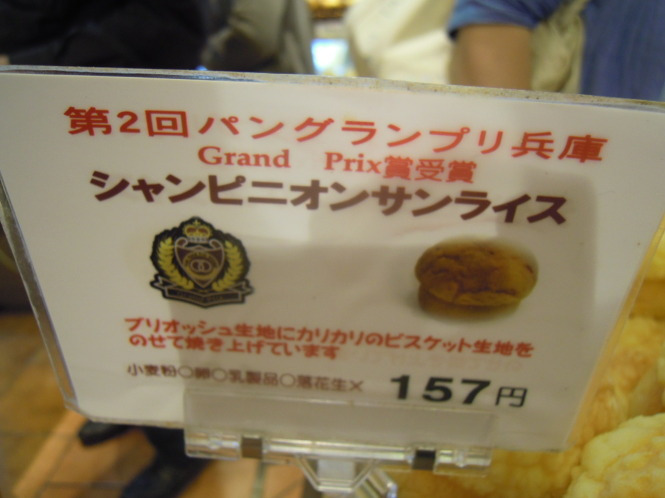 第2回パングランプリ兵庫
Grand Prix賞受賞
シャンピニオンサンライス
ブリオッシュ生地にカリカリのビスケット生地を
のせて焼き上げています
小麦粉○卵○乳製品○落花生× 157円